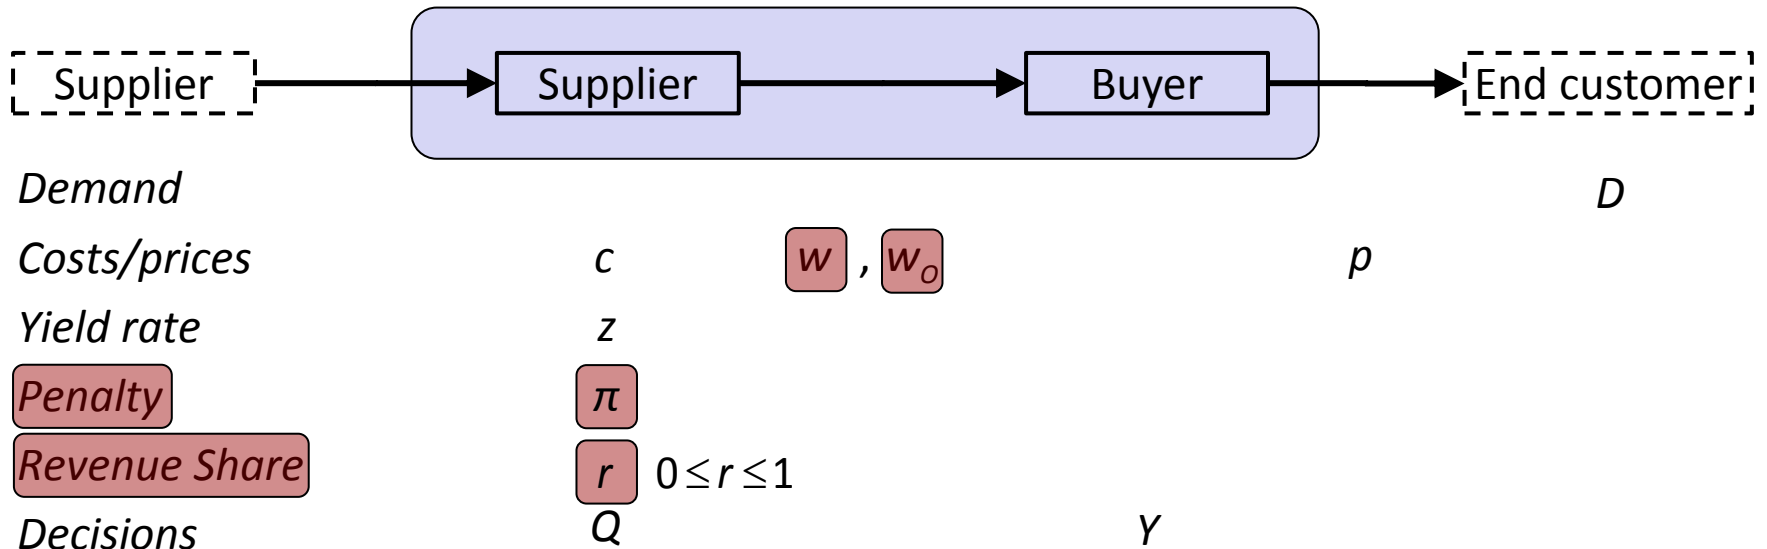 Supplier Supplier Buyer End customer
Demand D
Costs/prices c w , wₒ p
Yield rate z
Penalty π
Revenue Share r 0 ≤ r ≤ 1
Decisions Q Y